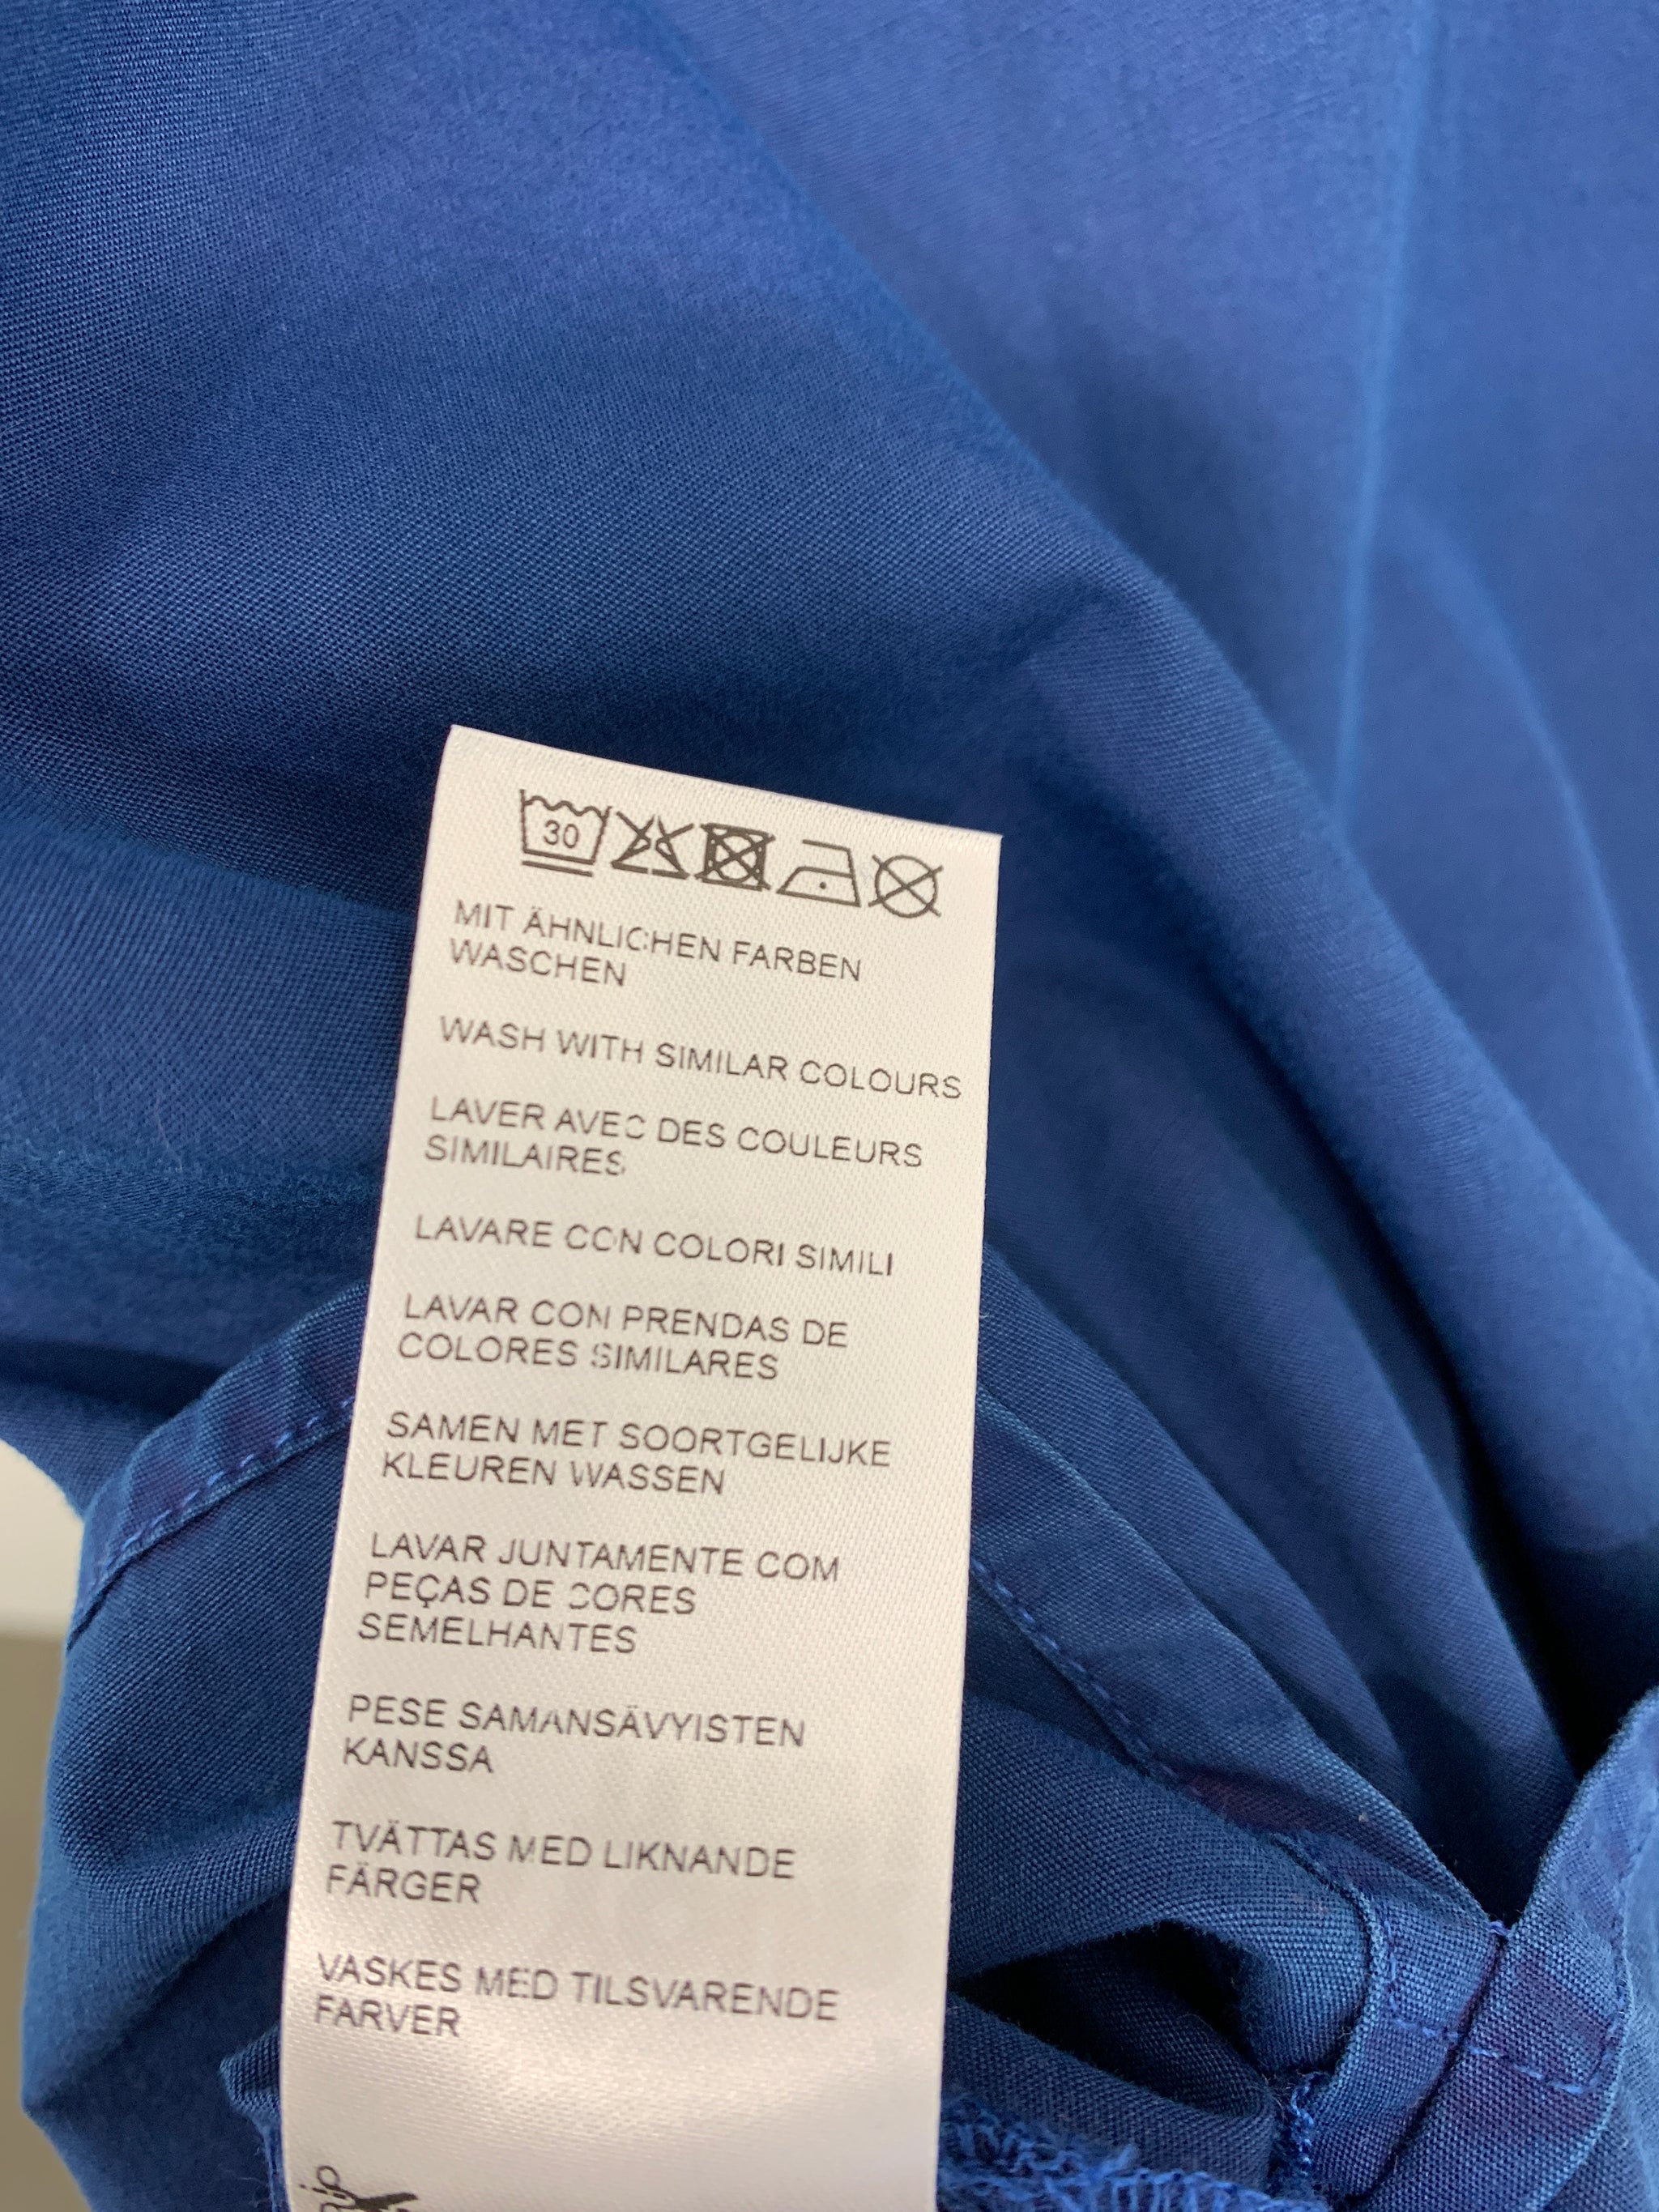 30
MIT ÄHNLICHEN FARBEN
WASCHEN
WASH WITH SIMILAR COLOURS
LAVER AVEC DES COULEURS
SIMILAIRES
LAVARE CON COLORI SIMILI
LAVAR CON PRENDAS DE
COLORES SIMILARES
SAMEN MET SOORTGELIJKE
KLEUREN WASSEN
LAVAR JUNTAMENTE COM
PEÇAS DE CORES
SEMELHANTES
PESE SAMANSÄVYISTEN
KANSSA
TVÄTTAS MED LIKNANDE
FÄRGER
VASKES MED TILSVARENDE
FARVER